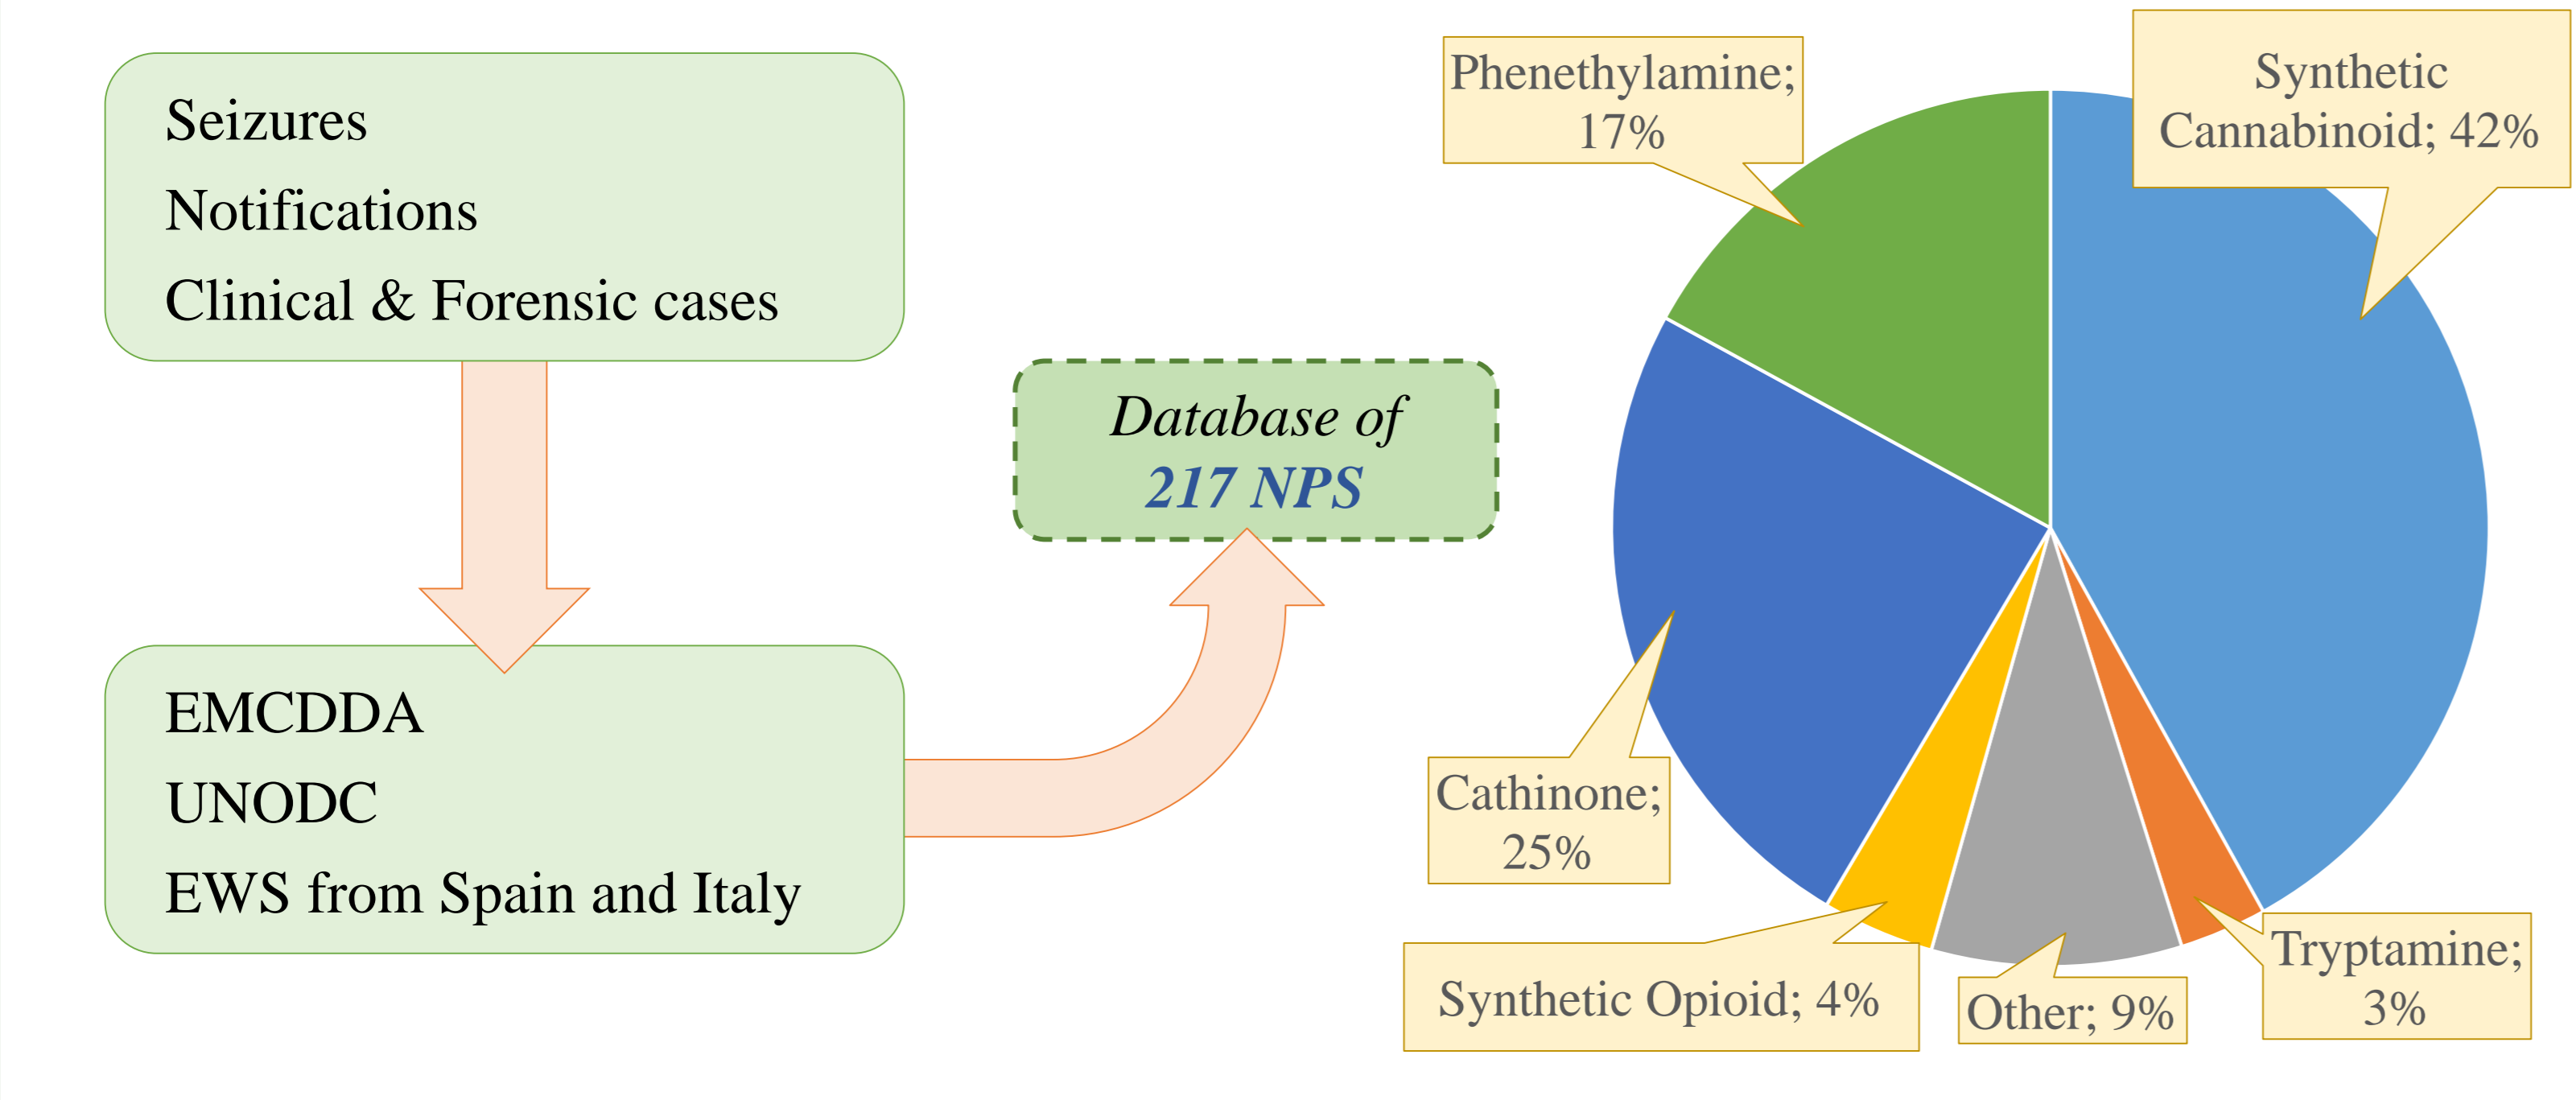 Seizures
Notifications
Clinical & Forensic cases
EMCDDA
UNODC
EWS from Spain and Italy
Database of
217 NPS
Phenethylamine;
17%
Synthetic
Cannabinoid; 42%
Cathinone;
25%
Synthetic Opioid; 4%
Other; 9%
Tryptamine;
3%